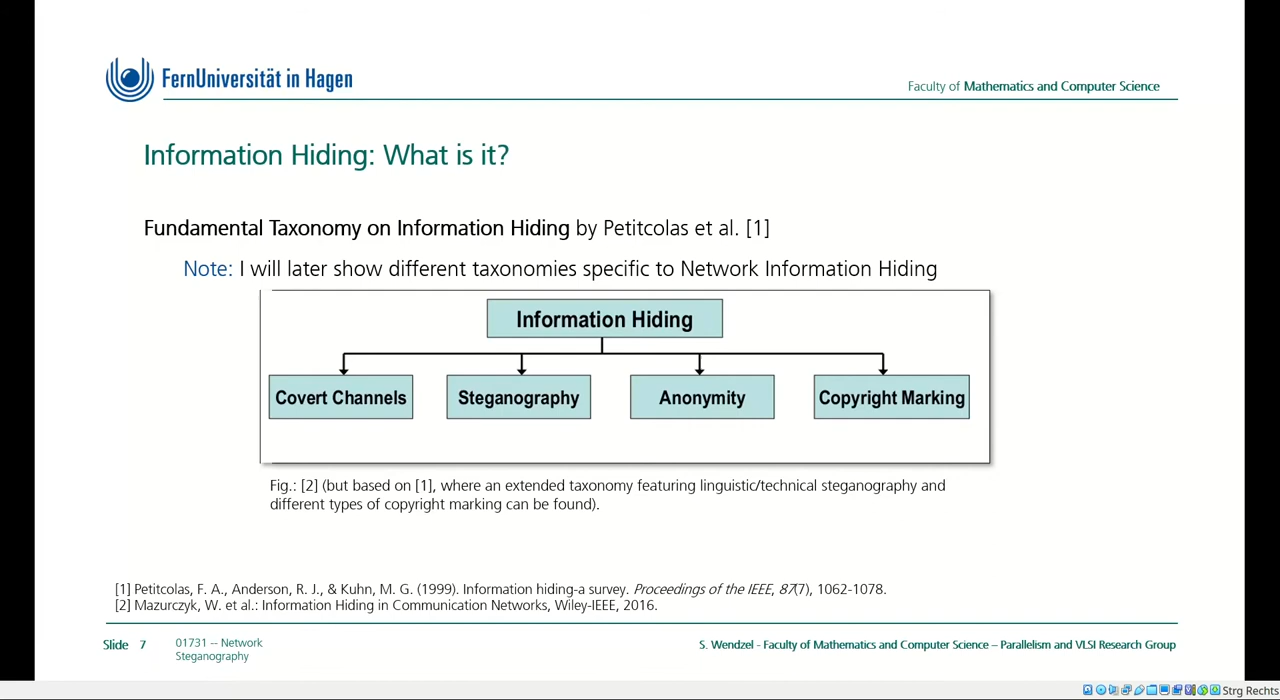 FernUniversität in Hagen
Faculty of Mathematics and Computer Science
Information Hiding: What is it?
Fundamental Taxonomy on Information Hiding by Petitcolas et al. [1]
Note: I will later show different taxonomies specific to Network Information Hiding
Information Hiding
Covert Channels
Steganography
Anonymity
Copyright Marking
Fig.: [2] (but based on [1], where an extended taxonomy featuring linguistic/technical steganography and
different types of copyright marking can be found).
[1] Petitcolas, F. A., Anderson, R. J., & Kuhn, M. G. (1999). Information hiding-a survey. Proceedings of the IEEE, 87(7), 1062-1078.
[2] Mazurczyk, W. et al.: Information Hiding in Communication Networks, Wiley-IEEE, 2016.
Slide 7
01731 -- Network
Steganography
S. Wendzel - Faculty of Mathematics and Computer Science – Parallelism and VLSI Research Group
Strg Rechts